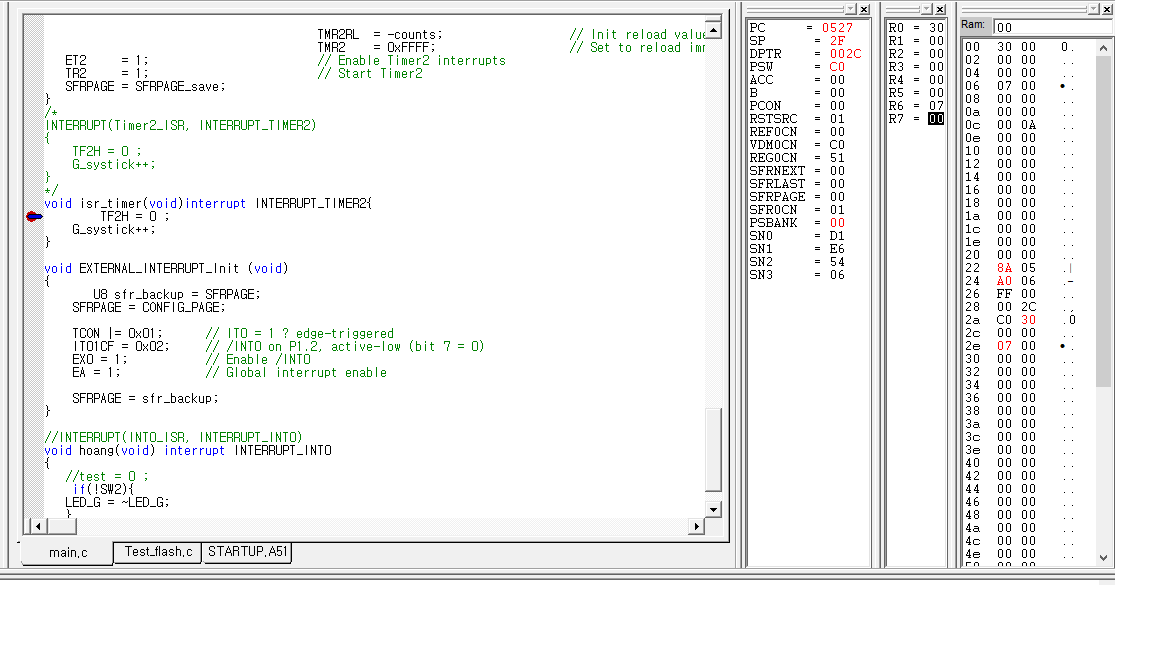 TMR2RL = -counts; // Init reload value
TMR2 = 0xFFFF; // Set to reload imm
ET2 = 1; // Enable Timer2 interrupts
TR2 = 1; // Start Timer2
SFRPAGE = SFRPAGE_save;
}
/*
INTERRUPT(Timer2_ISR, INTERRUPT_TIMER2)
{
TF2H = 0 ;
G_systick++;
}
*/
void isr_timer(void)interrupt INTERRUPT_TIMER2{
TF2H = 0 ;
G_systick++;
}
void EXTERNAL_INTERRUPT_Init (void)
{
U8 sfr_backup = SFRPAGE;
SFRPAGE = CONFIG_PAGE;
TCON |= 0x01; // IT0 = 1 ? edge-triggered
IT01CF = 0x02; // /INT0 on P1.2, active-low (bit 7 = 0)
EX0 = 1; // Enable /INT0
EA = 1; // Global interrupt enable
SFRPAGE = sfr_backup;
}
//INTERRUPT(INT0_ISR, INTERRUPT_INT0)
void hoang(void) interrupt INTERRUPT_INT0
{
//test = 0 ;
if(!SW2){
LED_G = ~LED_G;
}
main.c Test_flash.c STARTUP.A51
PC = 0527
SP = 2F
DPTR = 002C
PSW = C0
ACC = 00
B = 00
PCON = 00
RSTSRC = 01
REF0CN = 00
VDM0CN = C0
REG0CN = 51
SFRNEXT = 00
SFRLAST = 00
SFRPAGE = 00
SFR0CN = 01
PSBANK = 00
SN0 = D1
SN1 = E6
SN2 = 54
SN3 = 06
R0 = 30
R1 = 00
R2 = 00
R3 = 00
R4 = 00
R5 = 00
R6 = 07
R7 = 00
Ram: 00
00 30 00 0.
02 00 00 ..
04 00 00 ..
06 07 00 •.
08 00 00 ..
0a 00 00 ..
0c 00 0A ..
0e 00 00 ..
10 00 00 ..
12 00 00 ..
14 00 00 ..
16 00 00 ..
18 00 00 ..
1a 00 00 ..
1c 00 00 ..
1e 00 00 ..
20 00 00 ..
22 8A 05 .|
24 A0 06 .-
26 FF 00 ..
28 00 2C .,
2a C0 30 .0
2c 00 00 ..
2e 07 00 •.
30 00 00 ..
32 00 00 ..
34 00 00 ..
36 00 00 ..
38 00 00 ..
3a 00 00 ..
3c 00 00 ..
3e 00 00 ..
40 00 00 ..
42 00 00 ..
44 00 00 ..
46 00 00 ..
48 00 00 ..
4a 00 00 ..
4c 00 00 ..
4e 00 00 ..